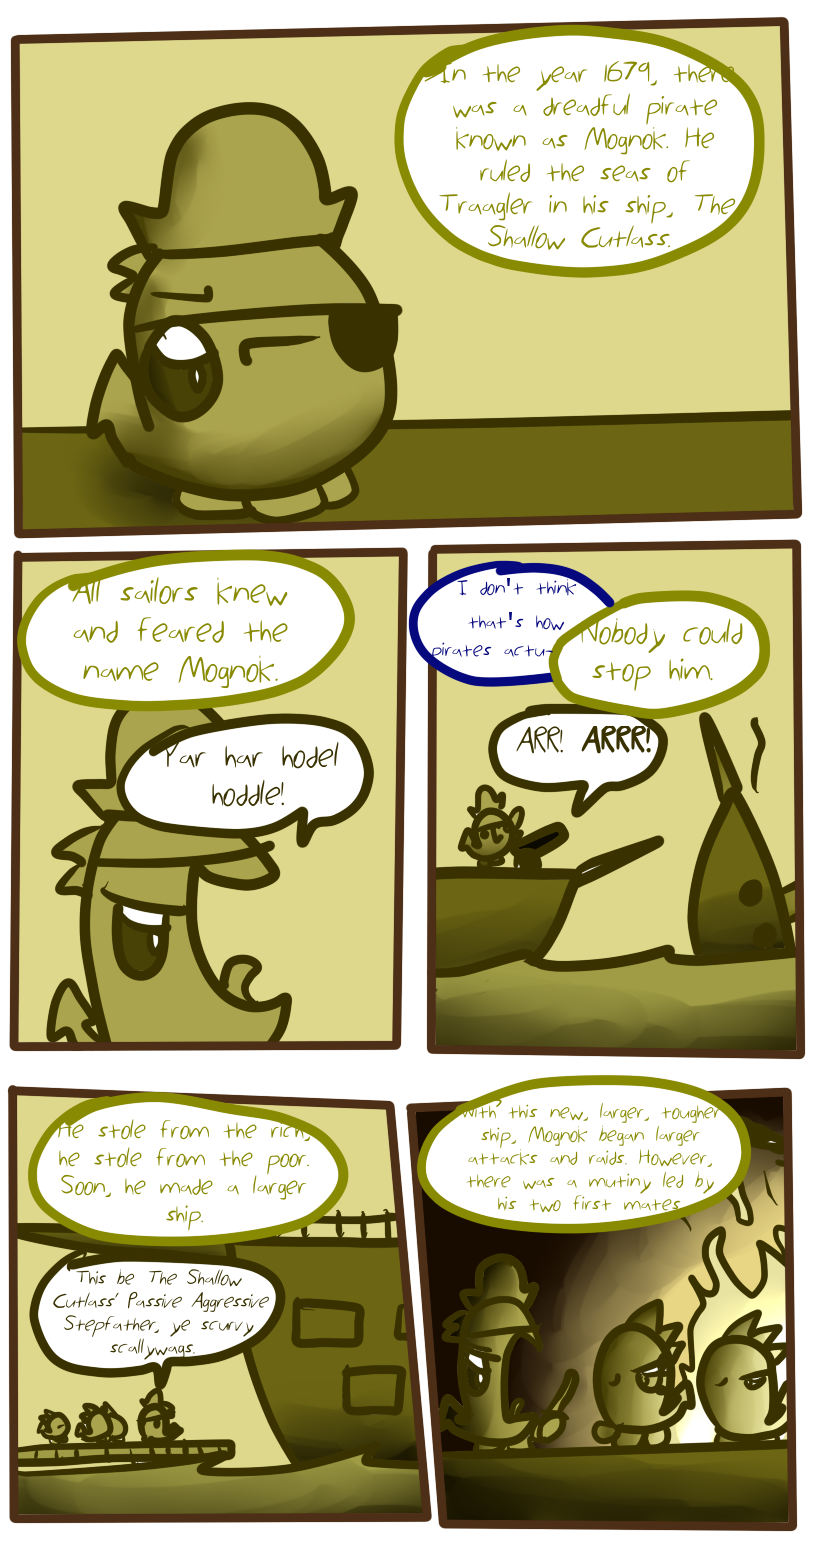 In the year 1679, there
was a dreadful pirate
known as Mognok. He
ruled the seas of
Traagler in his ship, The
Shallow Cutlass.
All sailors knew
and feared the
name Mognok.
Yar har hodel
hoddle!
I don't think
that's how
pirates actu-
Nobody could
stop him.
ARR! ARRR!
He stole from the rich,
he stole from the poor.
Soon, he made a larger
ship.
This be The Shallow
Cutlass' Passive Aggressive
Stepfather, ye scurvy
scallywags.
With this new, larger, tougher
ship, Mognok began larger
attacks and raids. However,
there was a mutiny led by
his two first mates.